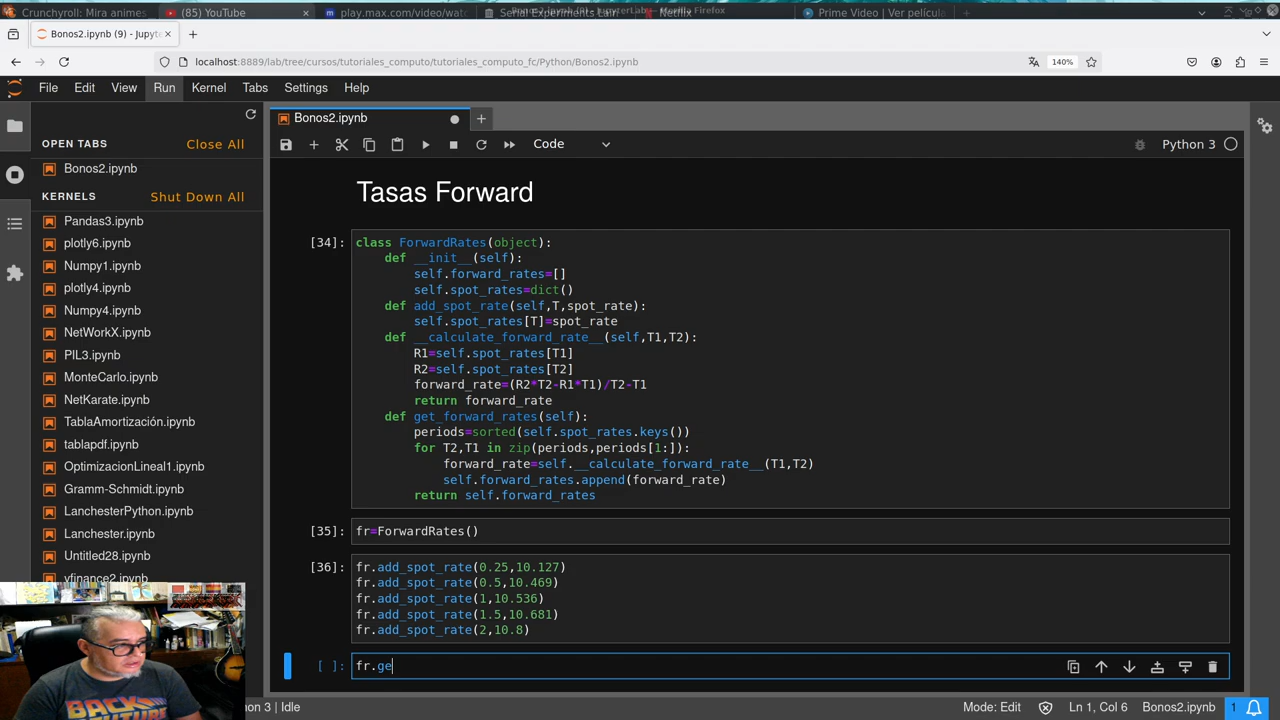 Crunchyroll: Mira animes
(85) YouTube
play.max.com/video/wat
Serial Experiments Lain
Netflix
Prime Video | Ver película
Bonos2.ipynb (9) - Jupyte
localhost:8889/lab/tree/cursos/tutoriales_computo/tutoriales_computo_fc/Python/Bonos2.ipynb
140%
File Edit View Run Kernel Tabs Settings Help
OPEN TABS Close All
Bonos2.ipynb
KERNELS Shut Down All
Pandas3.ipynb
plotly6.ipynb
Numpy1.ipynb
plotly4.ipynb
Numpy4.ipynb
NetWorkX.ipynb
PIL3.ipynb
MonteCarlo.ipynb
NetKarate.ipynb
TablaAmortización.ipynb
tablapdf.ipynb
OptimizacionLineal1.ipynb
Gramm-Schmidt.ipynb
LanchesterPython.ipynb
Lanchester.ipynb
Untitled28.ipynb
yfinance2.ipynb
Bonos2.ipynb
Code
Python 3
Tasas Forward
[34]: class ForwardRates(object):
def __init__(self):
self.forward_rates=[]
self.spot_rates=dict()
def add_spot_rate(self,T,spot_rate):
self.spot_rates[T]=spot_rate
def __calculate_forward_rate__(self,T1,T2):
R1=self.spot_rates[T1]
R2=self.spot_rates[T2]
forward_rate=(R2*T2-R1*T1)/T2-T1
return forward_rate
def get_forward_rates(self):
periods=sorted(self.spot_rates.keys())
for T2,T1 in zip(periods,periods[1:]):
forward_rate=self.__calculate_forward_rate__(T1,T2)
self.forward_rates.append(forward_rate)
return self.forward_rates
[35]: fr=ForwardRates()
[36]: fr.add_spot_rate(0.25,10.127)
fr.add_spot_rate(0.5,10.469)
fr.add_spot_rate(1,10.536)
fr.add_spot_rate(1.5,10.681)
fr.add_spot_rate(2,10.8)
[ ]: fr.ge
BACK
FUTURE
on 3 | Idle
Mode: Edit
Ln 1, Col 6
Bonos2.ipynb
1